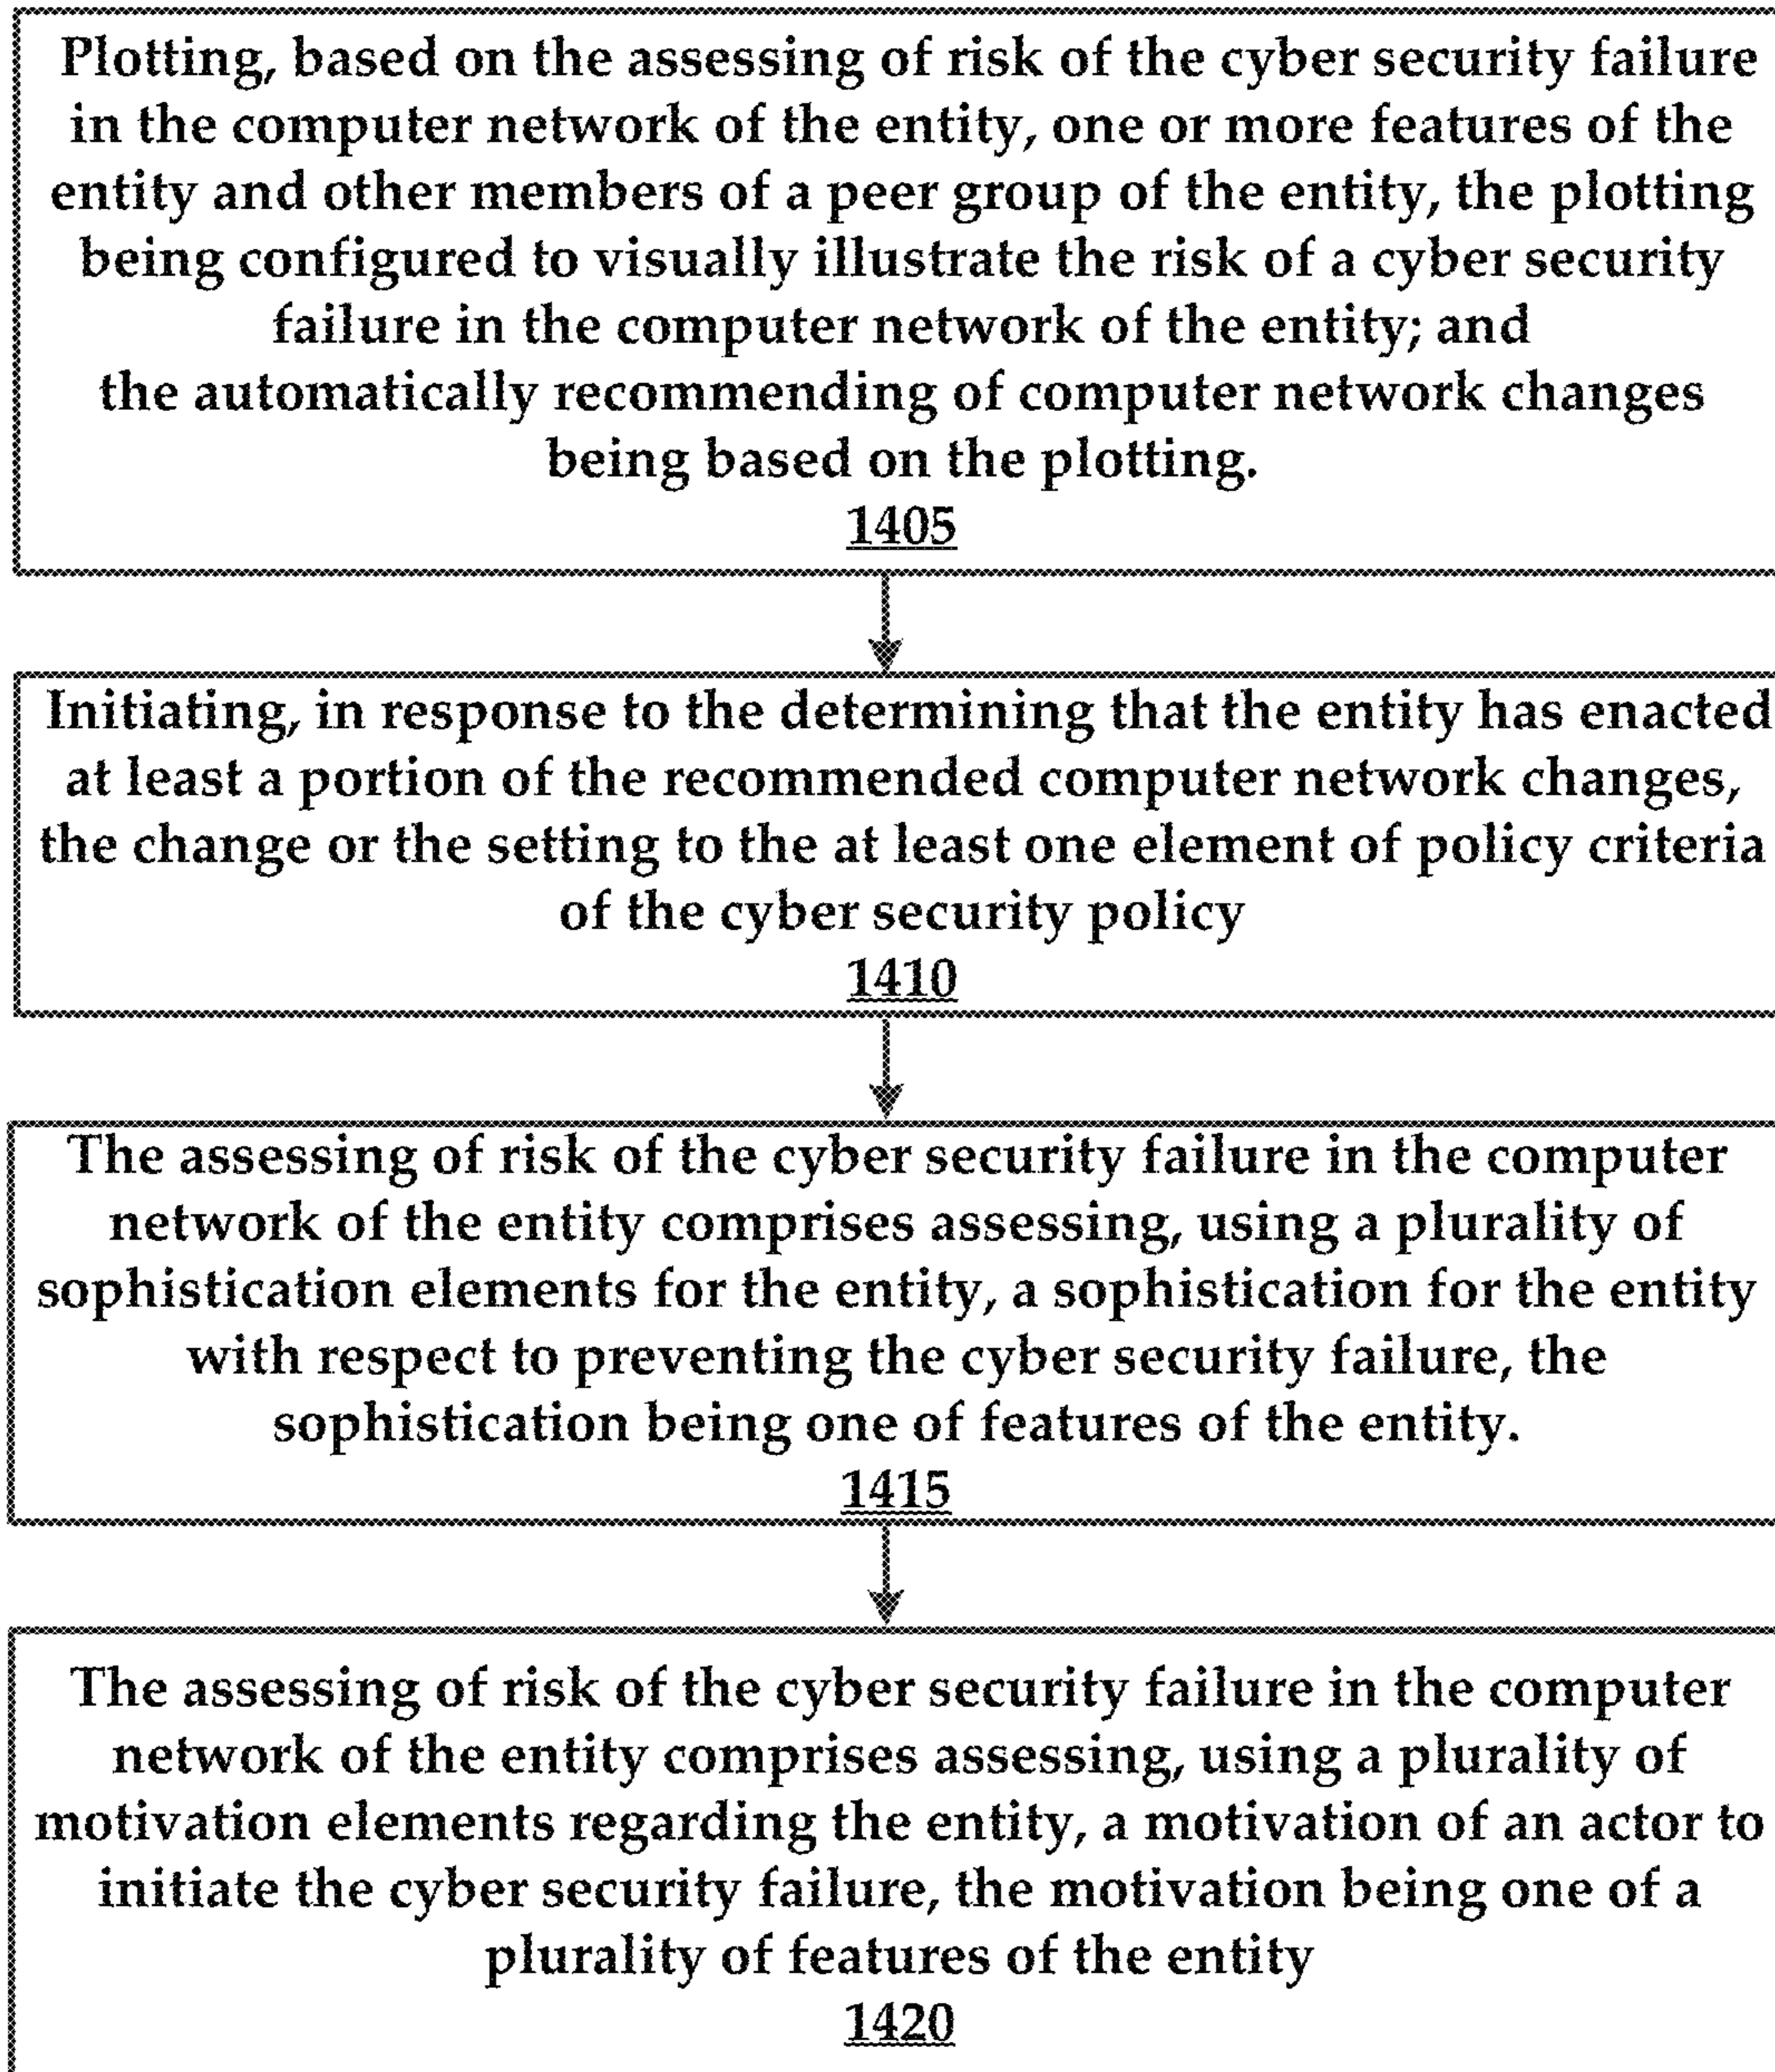 Plotting, based on the assessing of risk of the cyber security failure
in the computer network of the entity, one or more features of the
entity and other members of a peer group of the entity, the plotting
being configured to visually illustrate the risk of a cyber security
failure in the computer network of the entity; and
the automatically recommending of computer network changes
being based on the plotting.
1405
Initiating, in response to the determining that the entity has enacted
at least a portion of the recommended computer network changes,
the change or the setting to the at least one element of policy criteria
of the cyber security policy
1410
The assessing of risk of the cyber security failure in the computer
network of the entity comprises assessing, using a plurality of
sophistication elements for the entity, a sophistication for the entity
with respect to preventing the cyber security failure, the
sophistication being one of features of the entity.
1415
The assessing of risk of the cyber security failure in the computer
network of the entity comprises assessing, using a plurality of
motivation elements regarding the entity, a motivation of an actor to
initiate the cyber security failure, the motivation being one of a
plurality of features of the entity
1420